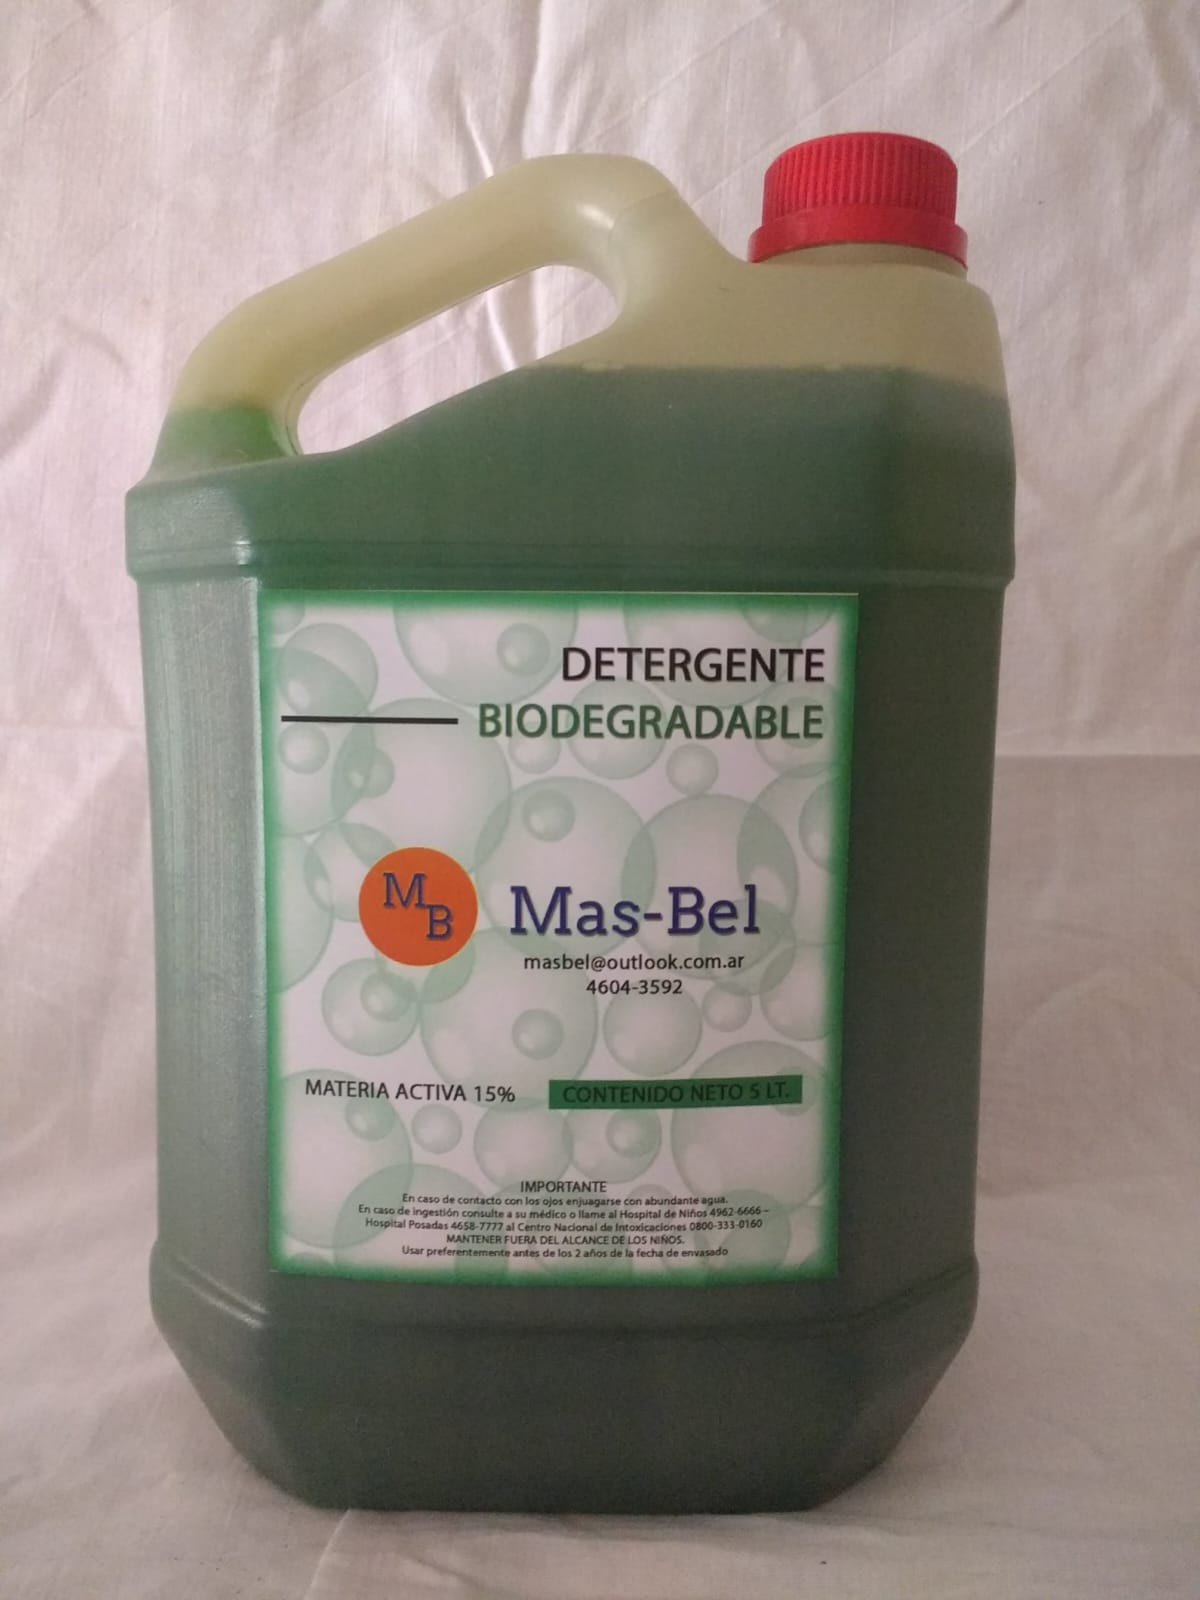 DETERGENTE
BIODEGRADABLE
M
B
Mas-Bel
masbel@outlook.com.ar
4604-3592
MATERIA ACTIVA 15%
CONTENIDO NETO 5 LT.
IMPORTANTE
En caso de contacto con los ojos enjuagarse con abundante agua.
En caso de ingestión consulte a su médico o llame al Hospital de Niños 4962-6666 –
Hospital Posadas 4658-7777 al Centro Nacional de Intoxicaciones 0800-333-0160
MANTENER FUERA DEL ALCANCE DE LOS NIÑOS.
Usar preferentemente antes de los 2 años de la fecha de envasado